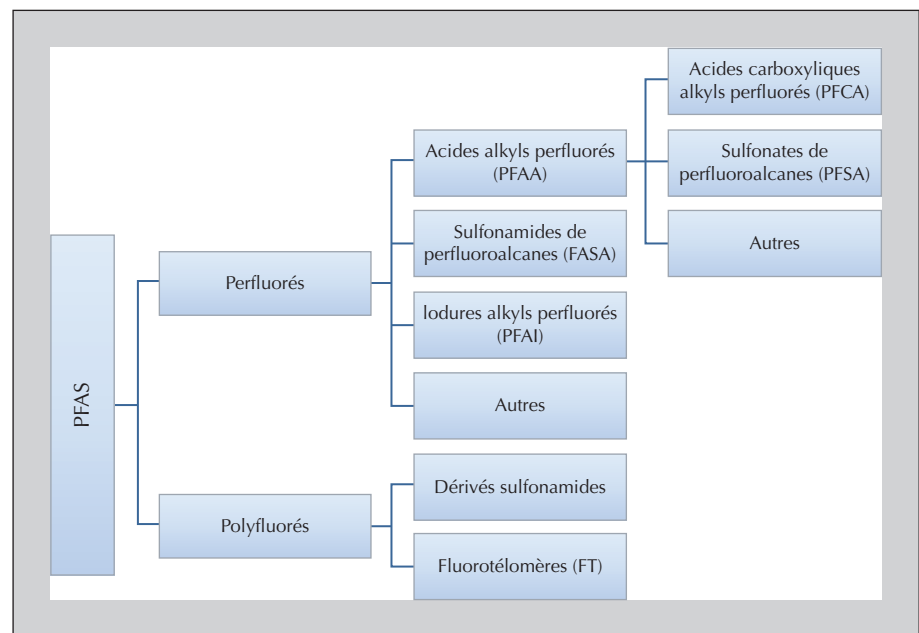 PFAS
Perfluorés
Acides alkyls perfluorés
(PFAA)
Acides carboxyliques
alkyls perfluorés (PFCA)
Sulfonates de
perfluoroalcanes (PFSA)
Autres
Sulfonamides de
perfluoroalcanes (FASA)
Iodures alkyls perfluorés
(PFAI)
Autres
Polyfluorés
Dérivés sulfonamides
Fluorotélomères (FT)